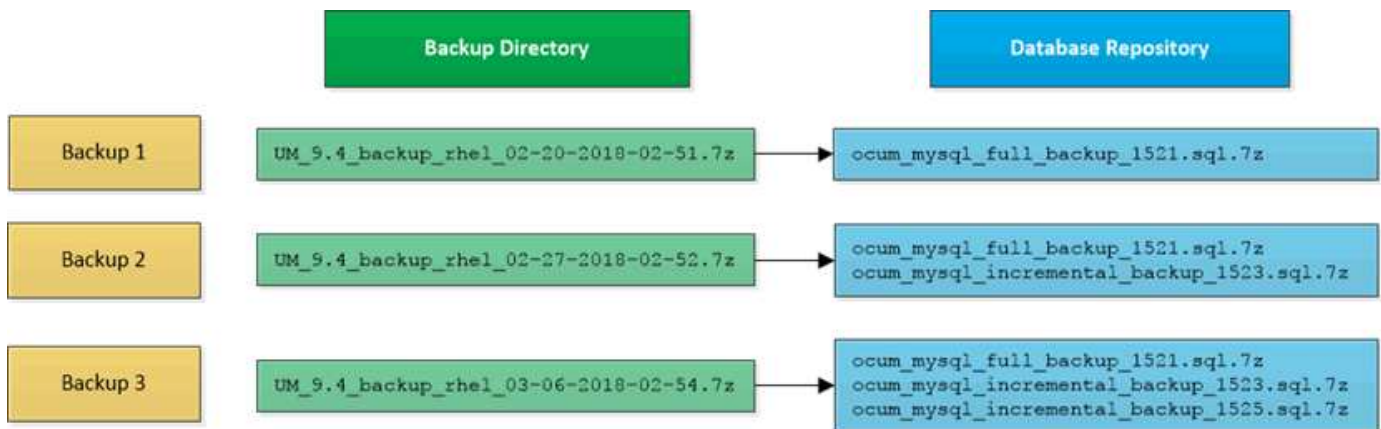 Backup Directory
Database Repository
Backup 1
UM_9.4_backup_rhel_02-20-2018-02-51.7z
ocum_mysql_full_backup_1521.sql.7z
Backup 2
UM_9.4_backup_rhel_02-27-2018-02-52.7z
ocum_mysql_full_backup_1521.sql.7z
ocum_mysql_incremental_backup_1523.sql.7z
Backup 3
UM_9.4_backup_rhel_03-06-2018-02-54.7z
ocum_mysql_full_backup_1521.sql.7z
ocum_mysql_incremental_backup_1523.sql.7z
ocum_mysql_incremental_backup_1525.sql.7z